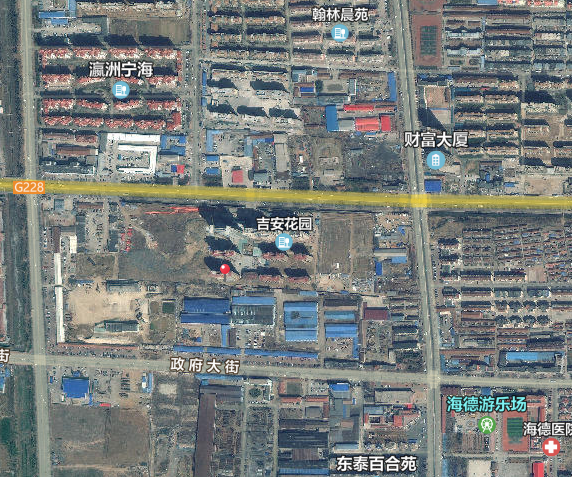 翰林晨苑
瀛洲宁海
财富大厦
G228
吉安花园
街
政府大街
海德游乐场
海德医院
东泰百合苑